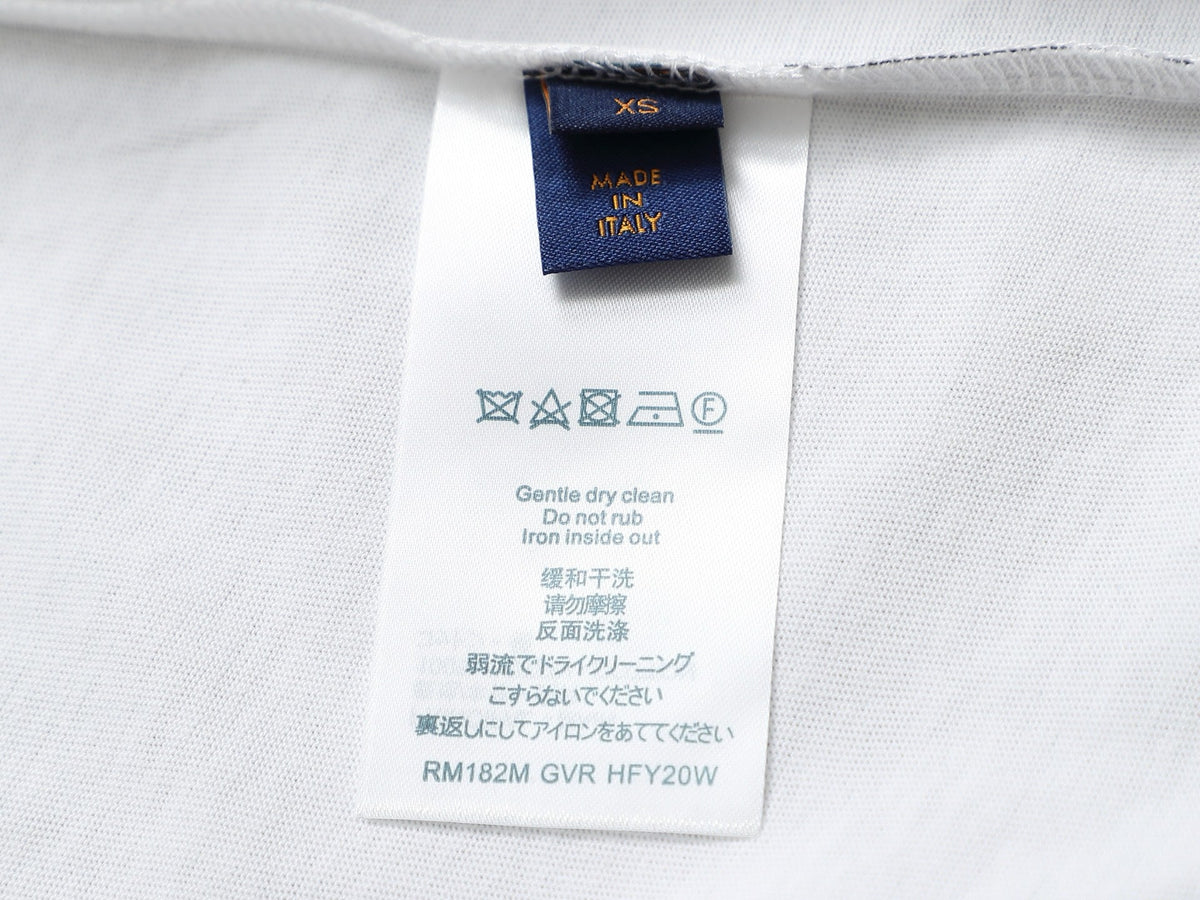 XS
MADE
IN
ITALY
F
Gentle dry clean
Do not rub
Iron inside out
缓和干洗
请勿摩擦
反面洗涤
弱流でドライクリーニング
こすらないでください
裏返しにしてアイロンをあててください
RM182M GVR HFY20W